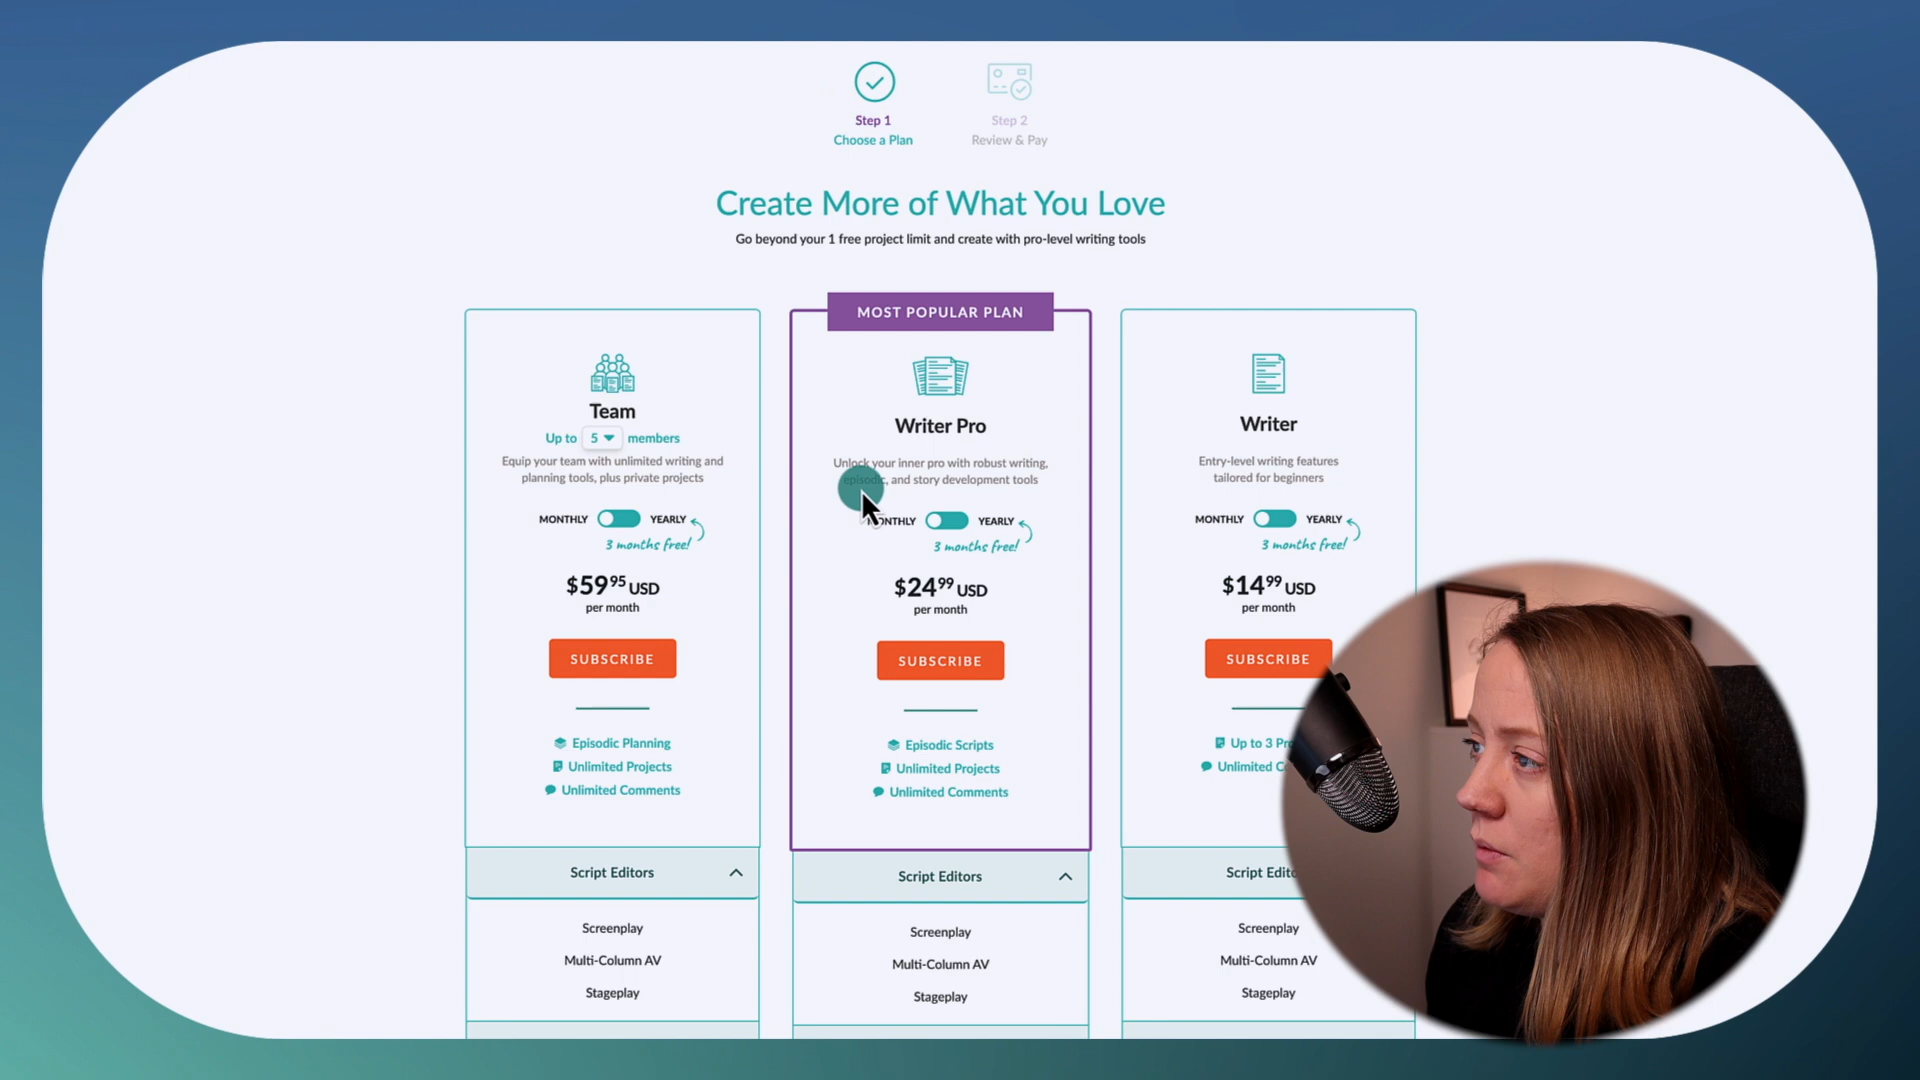 Step 1
Choose a Plan
Step 2
Review & Pay
Create More of What You Love
Go beyond your 1 free project limit and create with pro-level writing tools
Team
Up to 5 members
Equip your team with unlimited writing and
planning tools, plus private projects
MONTHLY YEARLY
3 months free!
$59⁹⁵ USD
per month
SUBSCRIBE
Episodic Planning
Unlimited Projects
Unlimited Comments
Script Editors
Screenplay
Multi-Column AV
Stageplay
MOST POPULAR PLAN
Writer Pro
Unlock your inner pro with robust writing,
episodic, and story development tools
MONTHLY YEARLY
3 months free!
$24⁹⁹ USD
per month
SUBSCRIBE
Episodic Scripts
Unlimited Projects
Unlimited Comments
Script Editors
Screenplay
Multi-Column AV
Stageplay
Writer
Entry-level writing features
tailored for beginners
MONTHLY YEARLY
3 months free!
$14⁹⁹ USD
per month
SUBSCRIBE
Up to 3
Unlimited
Script
Screenplay
Multi-Column AV
Stageplay